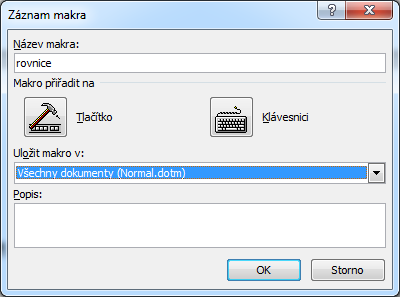 Záznam makra
Název makra:
rovnice
Makro přiřadit na
Tlačítko
Klávesnici
Uložit makro v:
Všechny dokumenty (Normal.dotm)
Popis:
OK
Storno